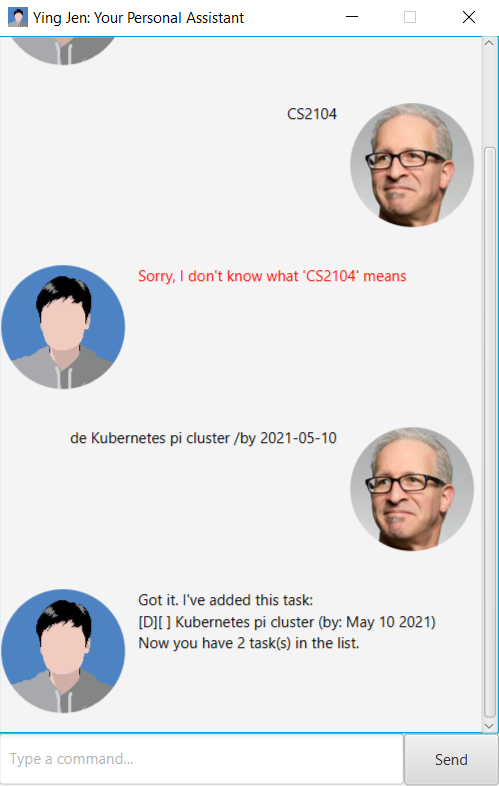 Ying Jen: Your Personal Assistant
CS2104
Sorry, I don't know what 'CS2104' means
de Kubernetes pi cluster /by 2021-05-10
Got it. I've added this task:
[D][ ] Kubernetes pi cluster (by: May 10 2021)
Now you have 2 task(s) in the list.
Type a command...
Send